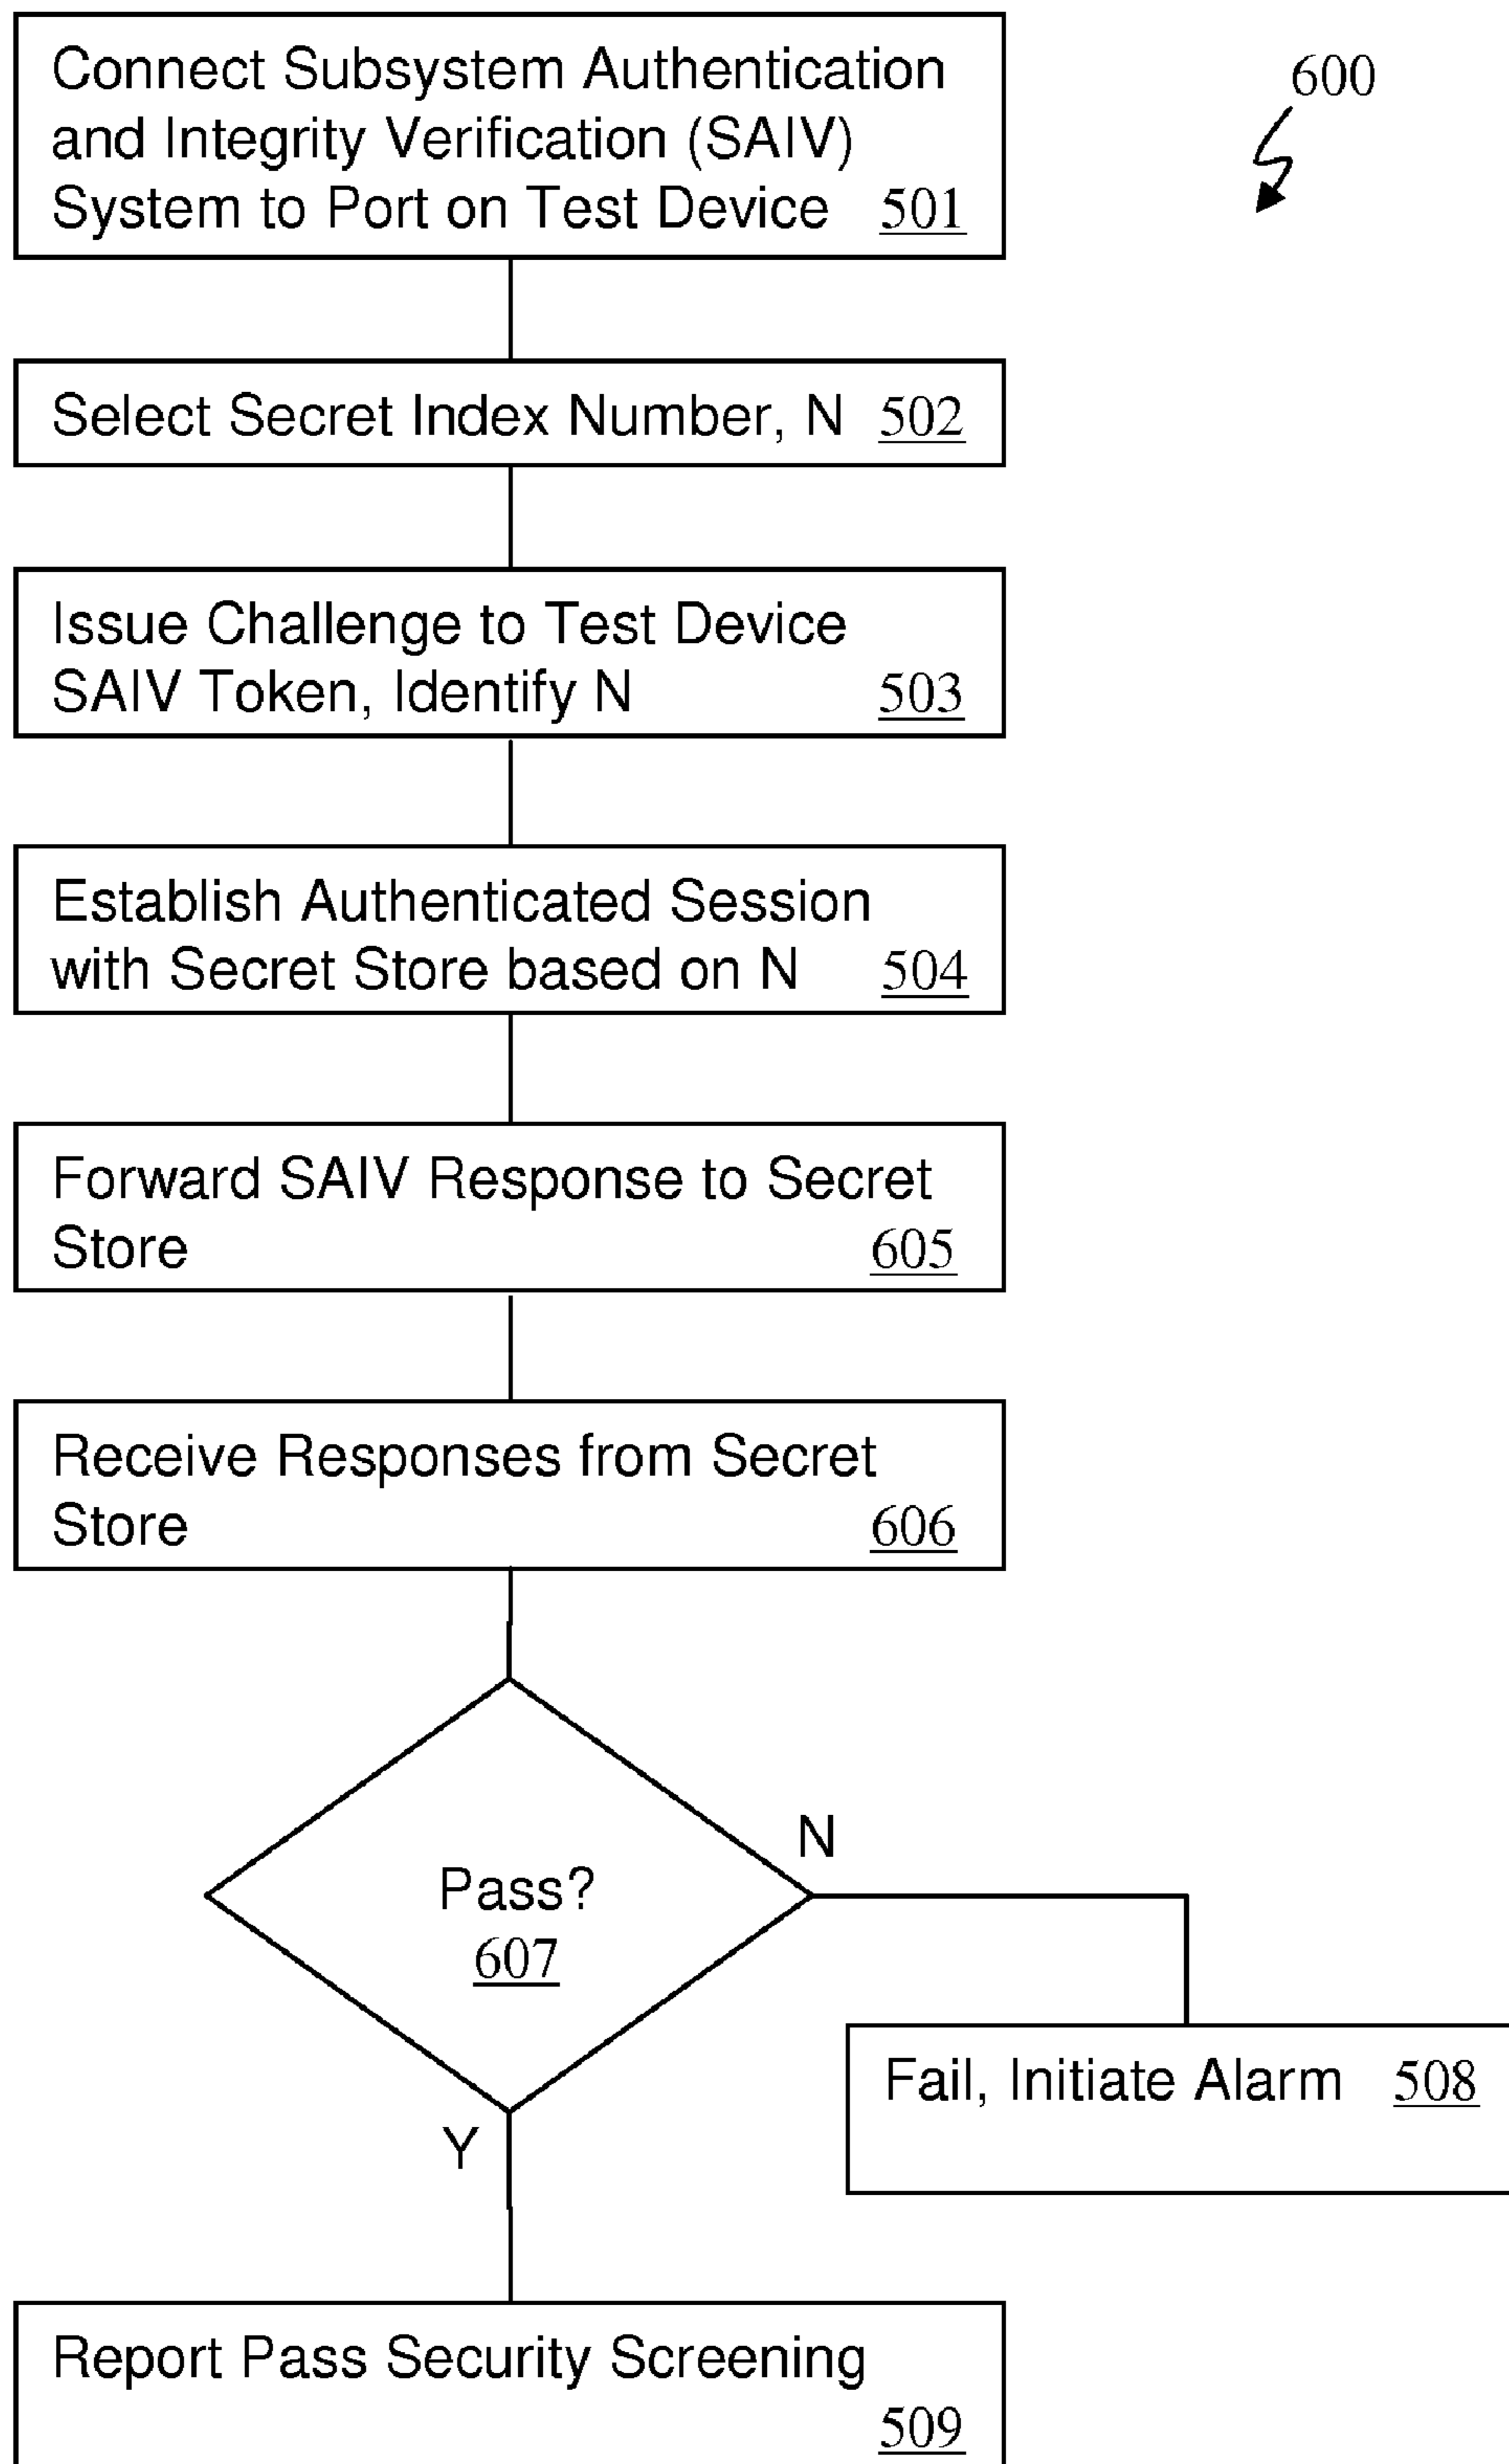 Connect Subsystem Authentication
and Integrity Verification (SAIV)
System to Port on Test Device 501
600
Select Secret Index Number, N 502
Issue Challenge to Test Device
SAIV Token, Identify N 503
Establish Authenticated Session
with Secret Store based on N 504
Forward SAIV Response to Secret
Store 605
Receive Responses from Secret
Store 606
N
Pass?
607
Fail, Initiate Alarm 508
Y
Report Pass Security Screening
509